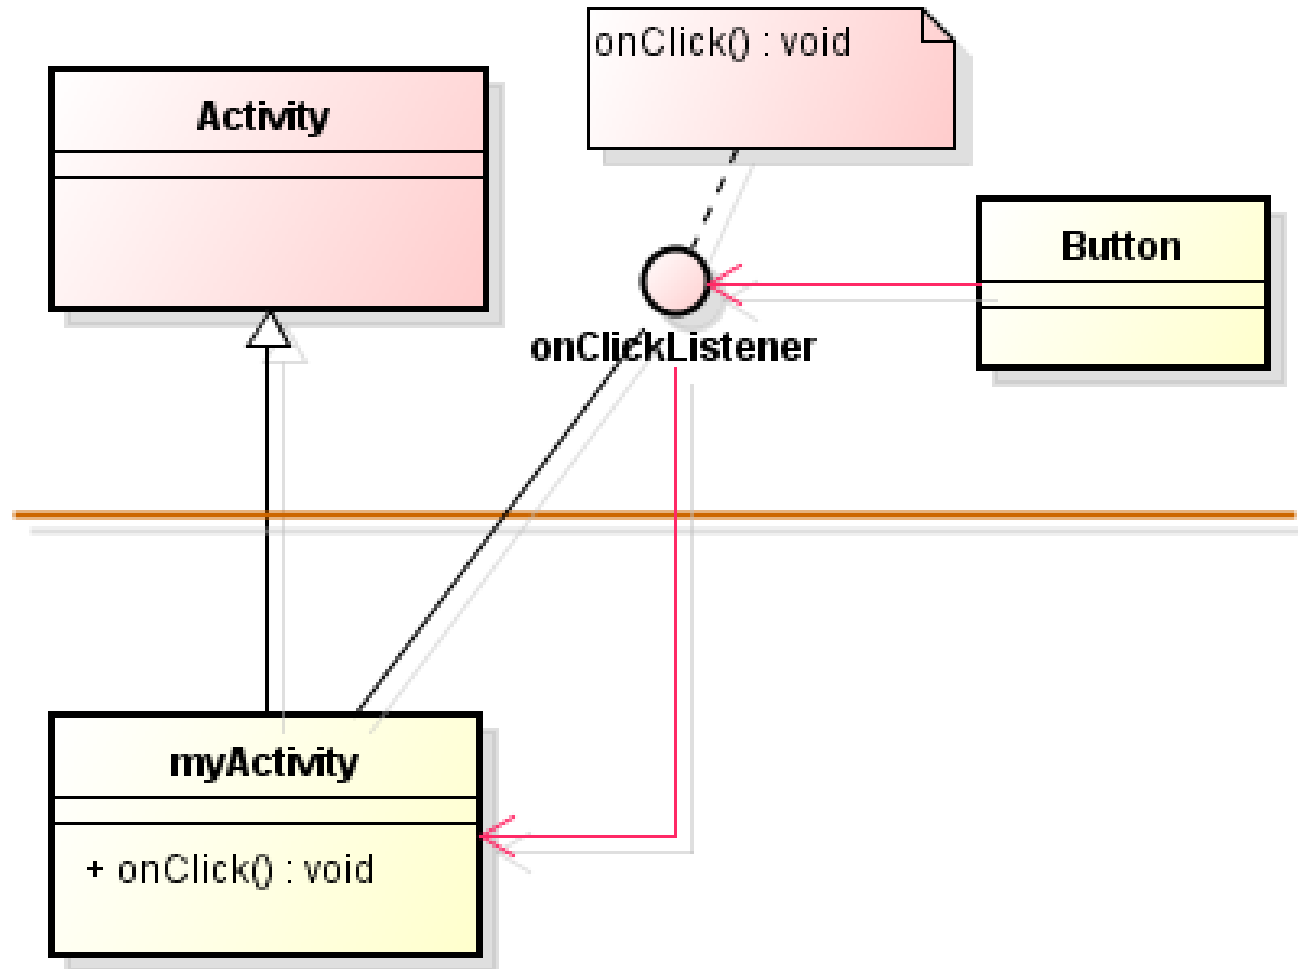 onClick() : void
Activity
Button
onClickListener
myActivity
+ onClick() : void